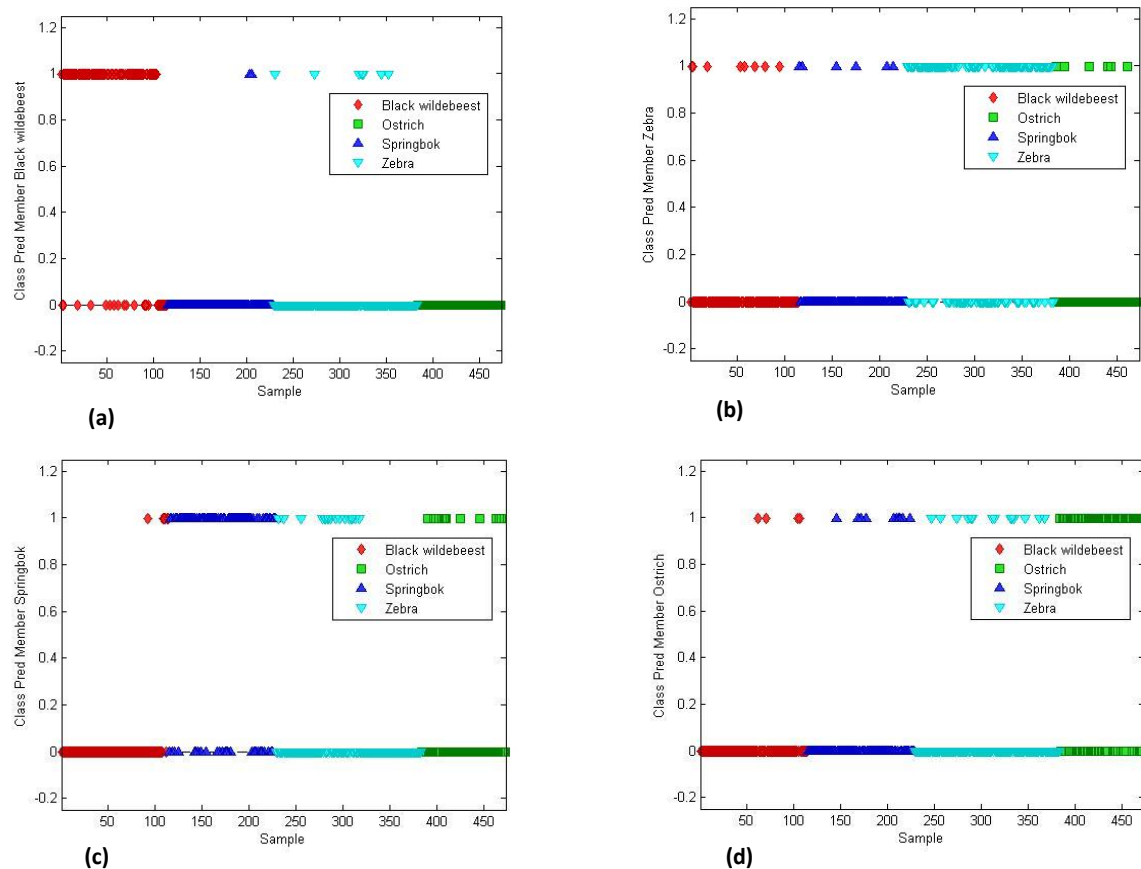 1.2
1
0.8
0.6
0.4
0.2
0
-0.2
Class Pred Member Black wildebeest
Black wildebeest
Ostrich
Springbok
Zebra
50 100 150 200 250 300 350 400 450
Sample
(a)
1.2
1
0.8
0.6
0.4
0.2
0
-0.2
Class Pred Member Zebra
Black wildebeest
Ostrich
Springbok
Zebra
50 100 150 200 250 300 350 400 450
Sample
(b)
1.2
1
0.8
0.6
0.4
0.2
0
-0.2
Class Pred Member Springbok
Black wildebeest
Ostrich
Springbok
Zebra
50 100 150 200 250 300 350 400 450
Sample
(c)
1.2
1
0.8
0.6
0.4
0.2
0
-0.2
Class Pred Member Ostrich
Black wildebeest
Ostrich
Springbok
Zebra
50 100 150 200 250 300 350 400 450
Sample
(d)